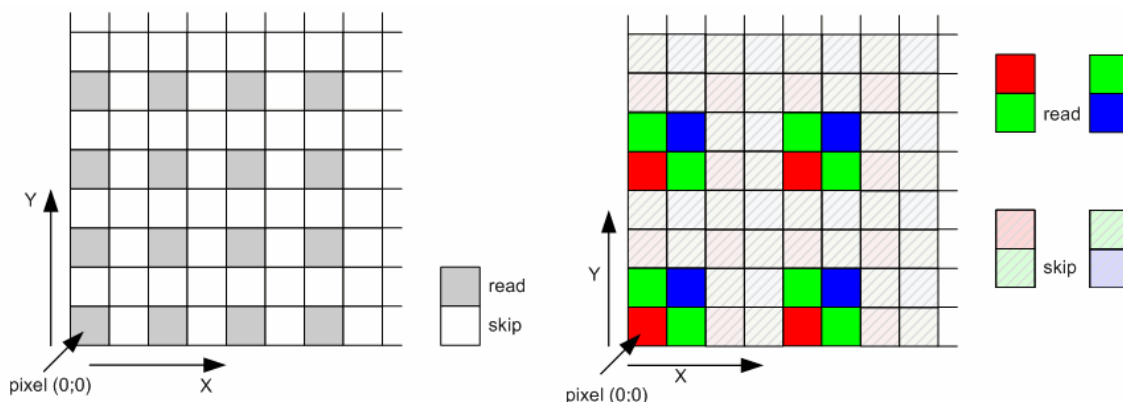 Y
read
skip
X
pixel (0;0)
read
skip
Y
X
pixel (0:0)